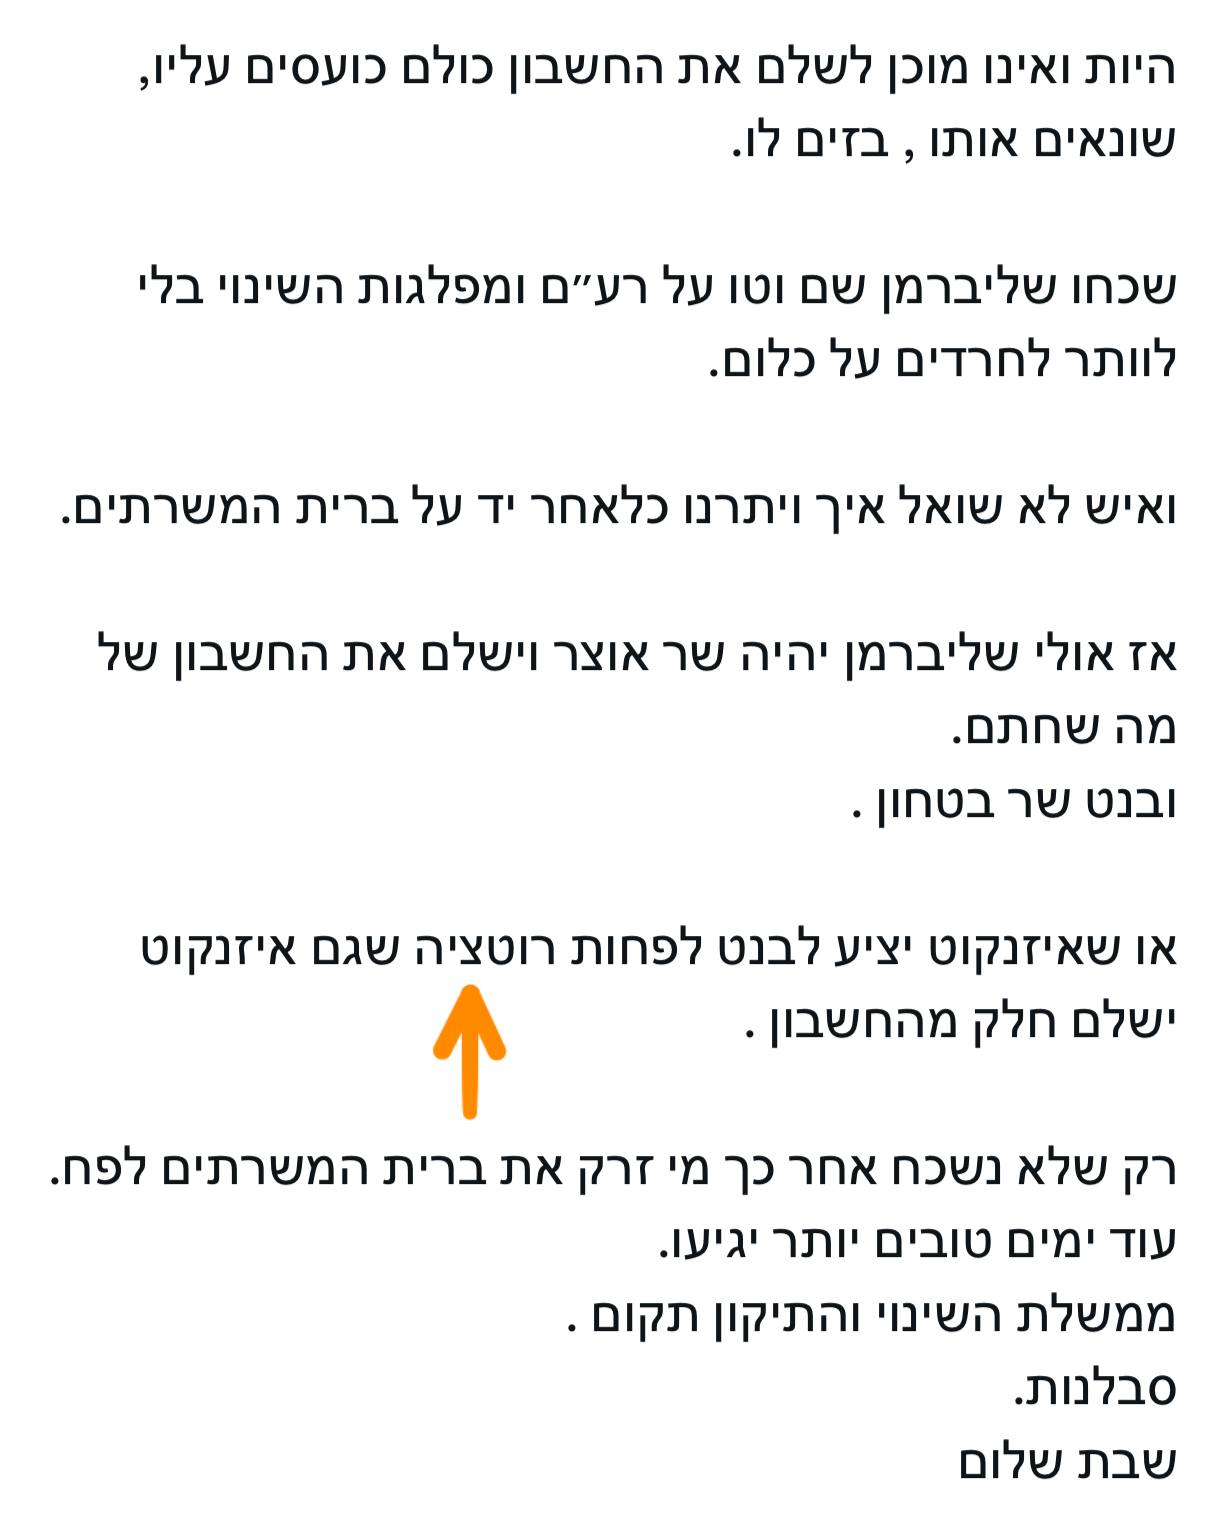 היות ואינו מוכן לשלם את החשבון כולם כועסים עליו,
שונאים אותו , בזים לו.
שכחו שליברמן שם וטו על רע״ם ומפלגות השינוי בלי
לוותר לחרדים על כלום.
ואיש לא שואל איך ויתרנו כלאחר יד על ברית המשרתים.
אז אולי שליברמן יהיה שר אוצר וישלם את החשבון של
מה שחתם.
ובנט שר בטחון .
או שאיזנקוט יציע לבנט לפחות רוטציה שגם איזנקוט
ישלם חלק מהחשבון .
רק שלא נשכח אחר כך מי זרק את ברית המשרתים לפח.
עוד ימים טובים יותר יגיעו.
ממשלת השינוי והתיקון תקום .
סבלנות.
שבת שלום